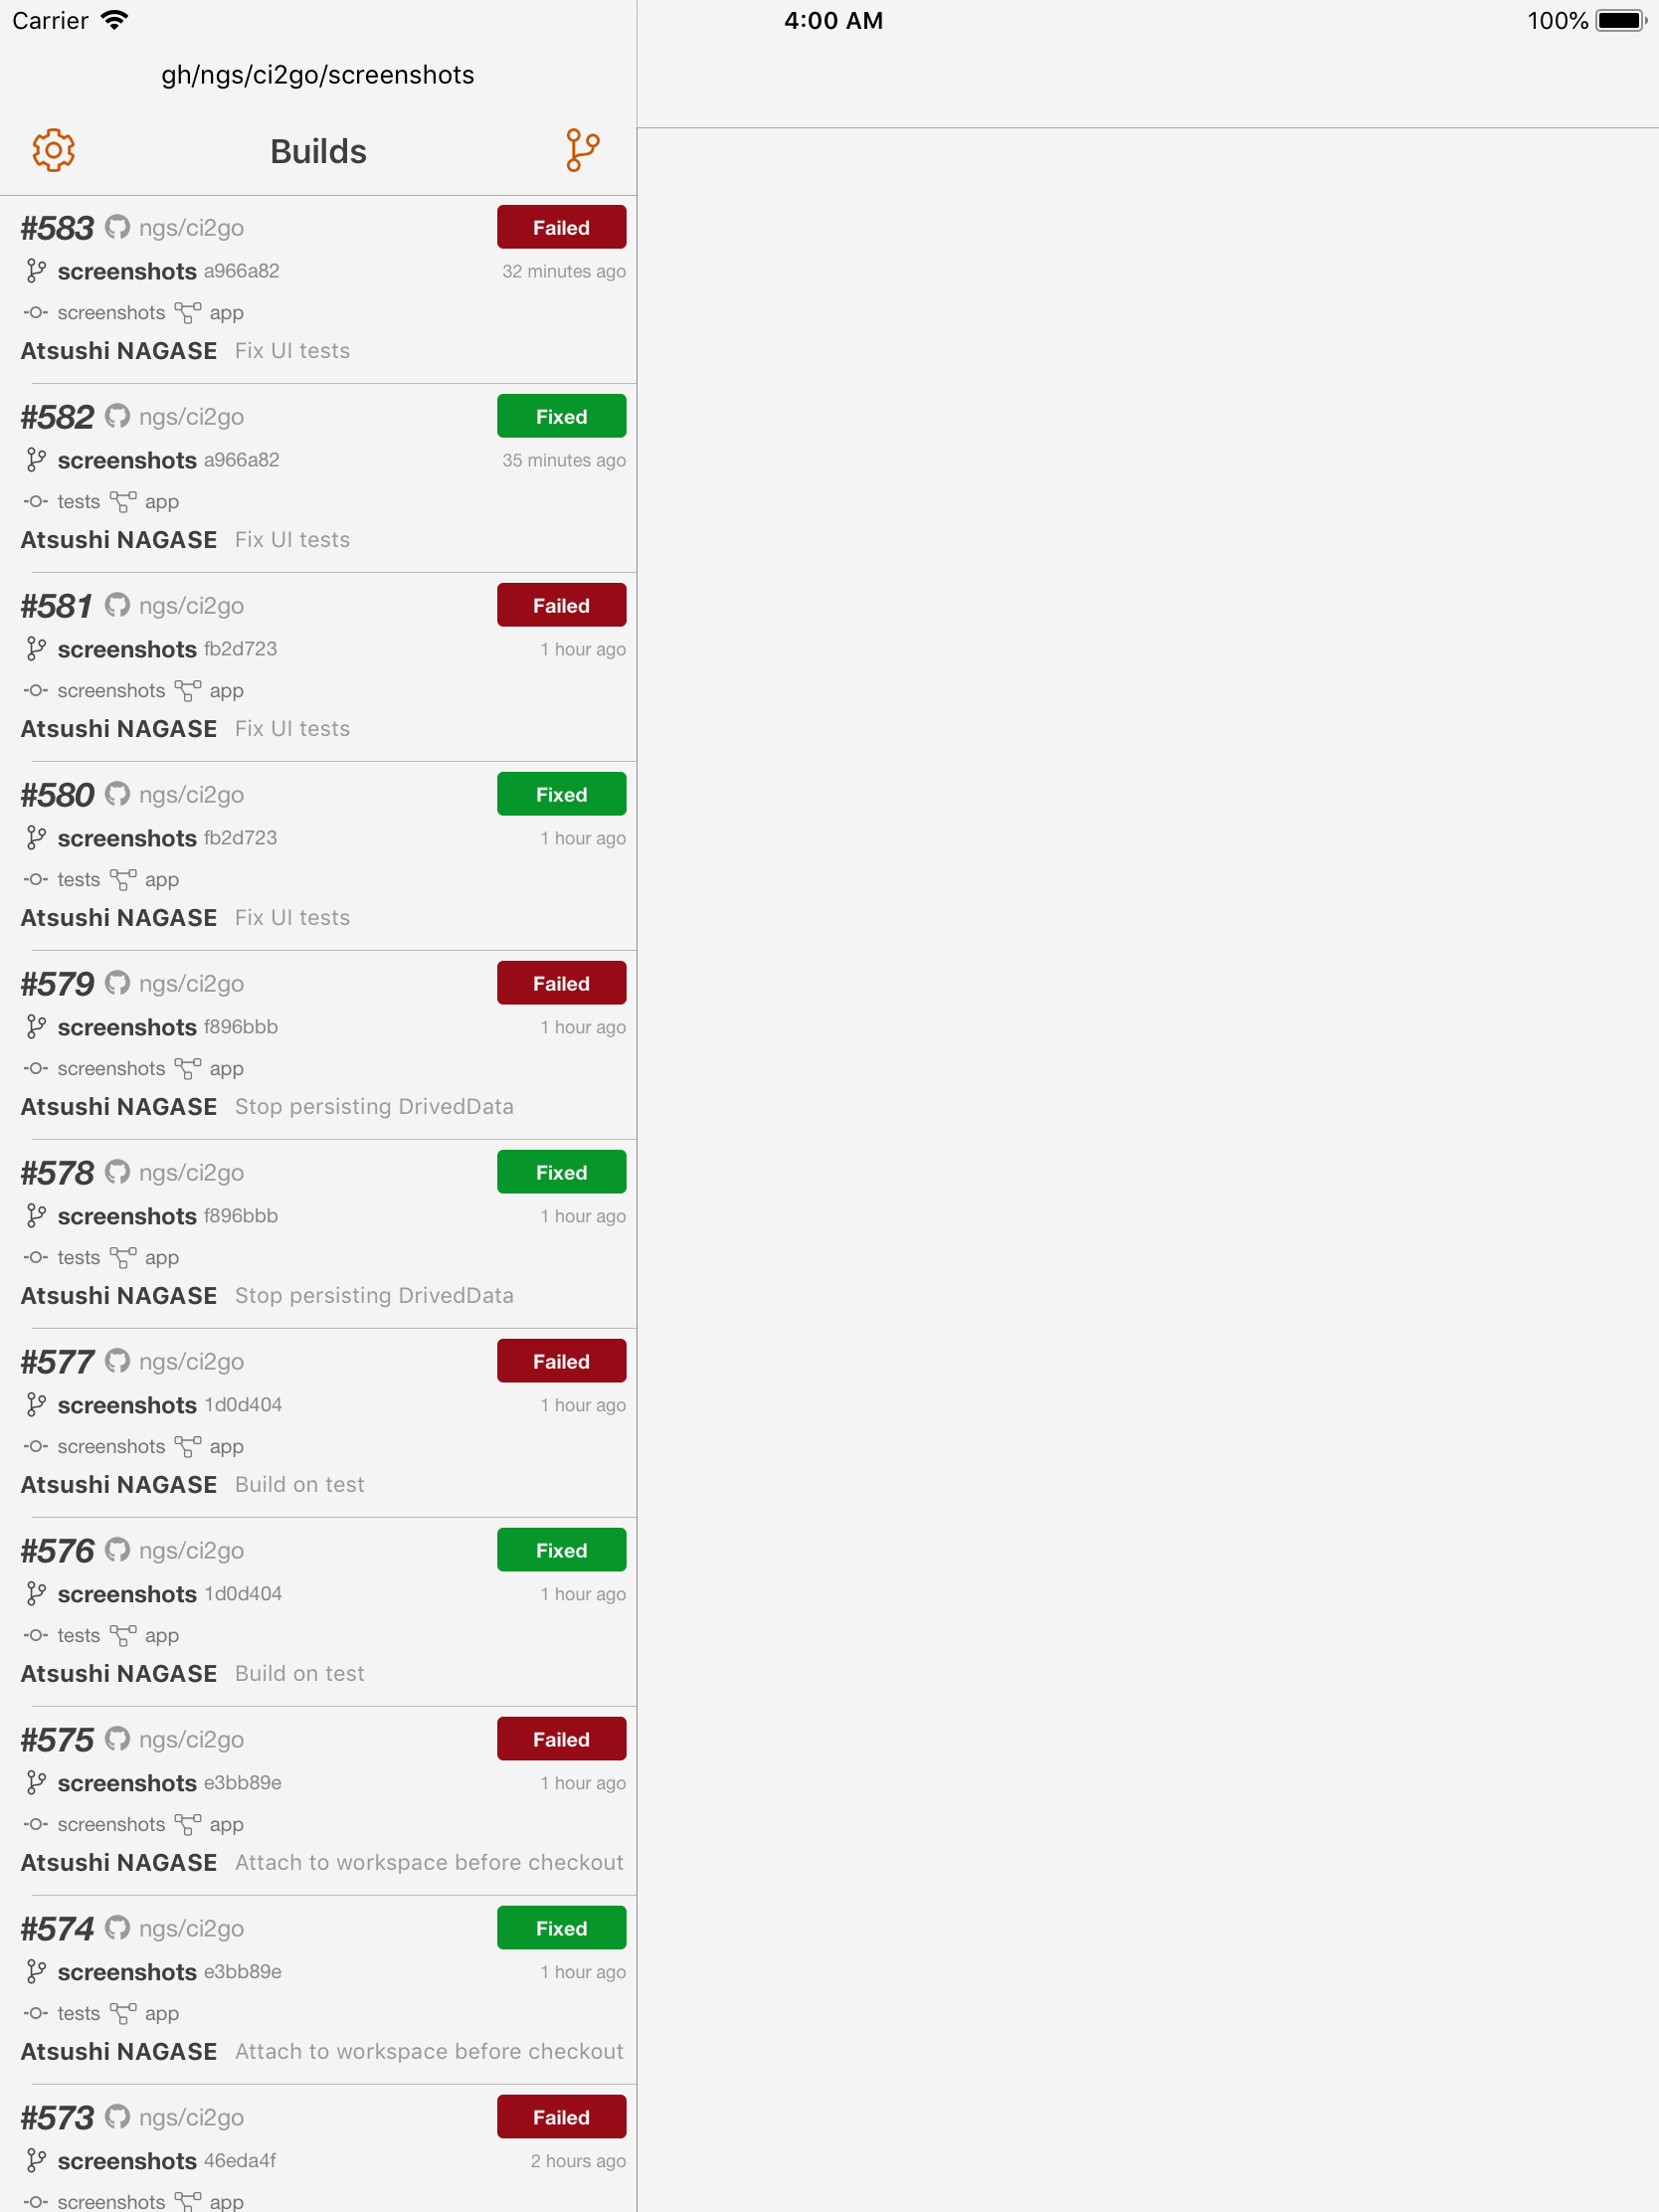 Carrier 4:00 AM 100%
gh/ngs/ci2go/screenshots
Builds
#583 ngs/ci2go Failed
screenshots a966a82 32 minutes ago
screenshots app
Atsushi NAGASE Fix UI tests
#582 ngs/ci2go Fixed
screenshots a966a82 35 minutes ago
tests app
Atsushi NAGASE Fix UI tests
#581 ngs/ci2go Failed
screenshots fb2d723 1 hour ago
screenshots app
Atsushi NAGASE Fix UI tests
#580 ngs/ci2go Fixed
screenshots fb2d723 1 hour ago
tests app
Atsushi NAGASE Fix UI tests
#579 ngs/ci2go Failed
screenshots f896bbb 1 hour ago
screenshots app
Atsushi NAGASE Stop persisting DrivedData
#578 ngs/ci2go Fixed
screenshots f896bbb 1 hour ago
tests app
Atsushi NAGASE Stop persisting DrivedData
#577 ngs/ci2go Failed
screenshots 1d0d404 1 hour ago
screenshots app
Atsushi NAGASE Build on test
#576 ngs/ci2go Fixed
screenshots 1d0d404 1 hour ago
tests app
Atsushi NAGASE Build on test
#575 ngs/ci2go Failed
screenshots e3bb89e 1 hour ago
screenshots app
Atsushi NAGASE Attach to workspace before checkout
#574 ngs/ci2go Fixed
screenshots e3bb89e 1 hour ago
tests app
Atsushi NAGASE Attach to workspace before checkout
#573 ngs/ci2go Failed
screenshots 46eda4f 2 hours ago
screenshots app